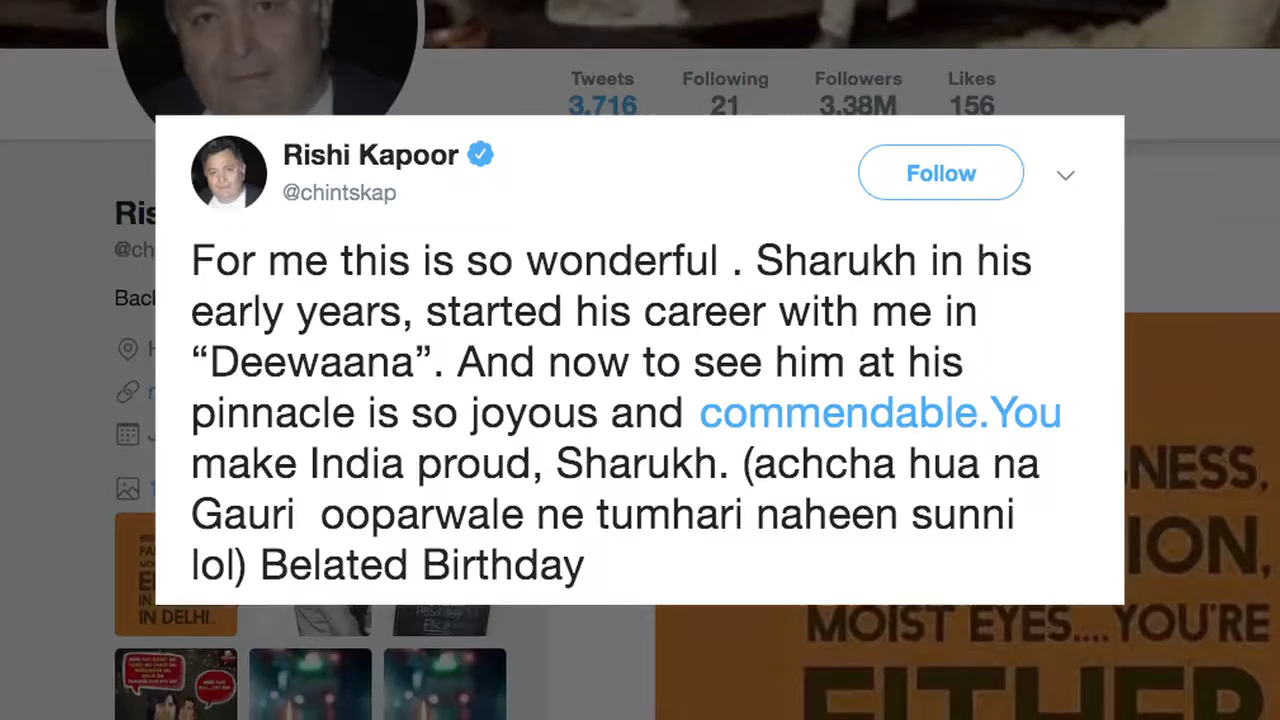 Tweets Following Followers Likes
3,716 21 3.38M 156
Rishi Kapoor
@chintskap
Follow
For me this is so wonderful . Sharukh in his
early years, started his career with me in
“Deewaana”. And now to see him at his
pinnacle is so joyous and commendable.You
make India proud, Sharukh. (achcha hua na
Gauri  ooparwale ne tumhari naheen sunni
lol) Belated Birthday
Ris
@ch
IN DELHI..
NESS,
ION,
MOIST EYES....YOU'RE
EITHER